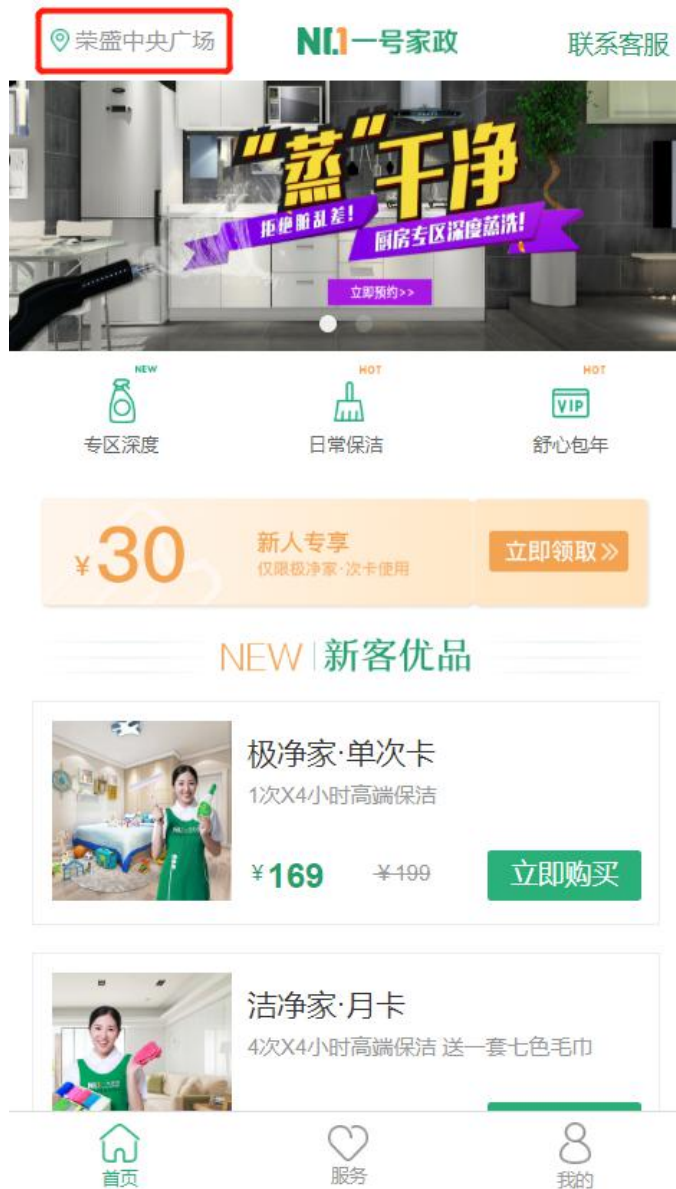 荣盛中央广场
NO.1一号家政
联系客服
“蒸”干净
拒绝脏乱差！
厨房专区深度蒸洗！
立即预约>>
NEW
HOT
HOT
VIP
专区深度
日常保洁
舒心包年
¥30
新人专享
仅限极净家·次卡使用
立即领取
NEW 新客优品
极净家·单次卡
1次X4小时高端保洁
¥169
¥199
立即购买
洁净家·月卡
4次X4小时高端保洁 送一套七色毛巾
首页
服务
我的